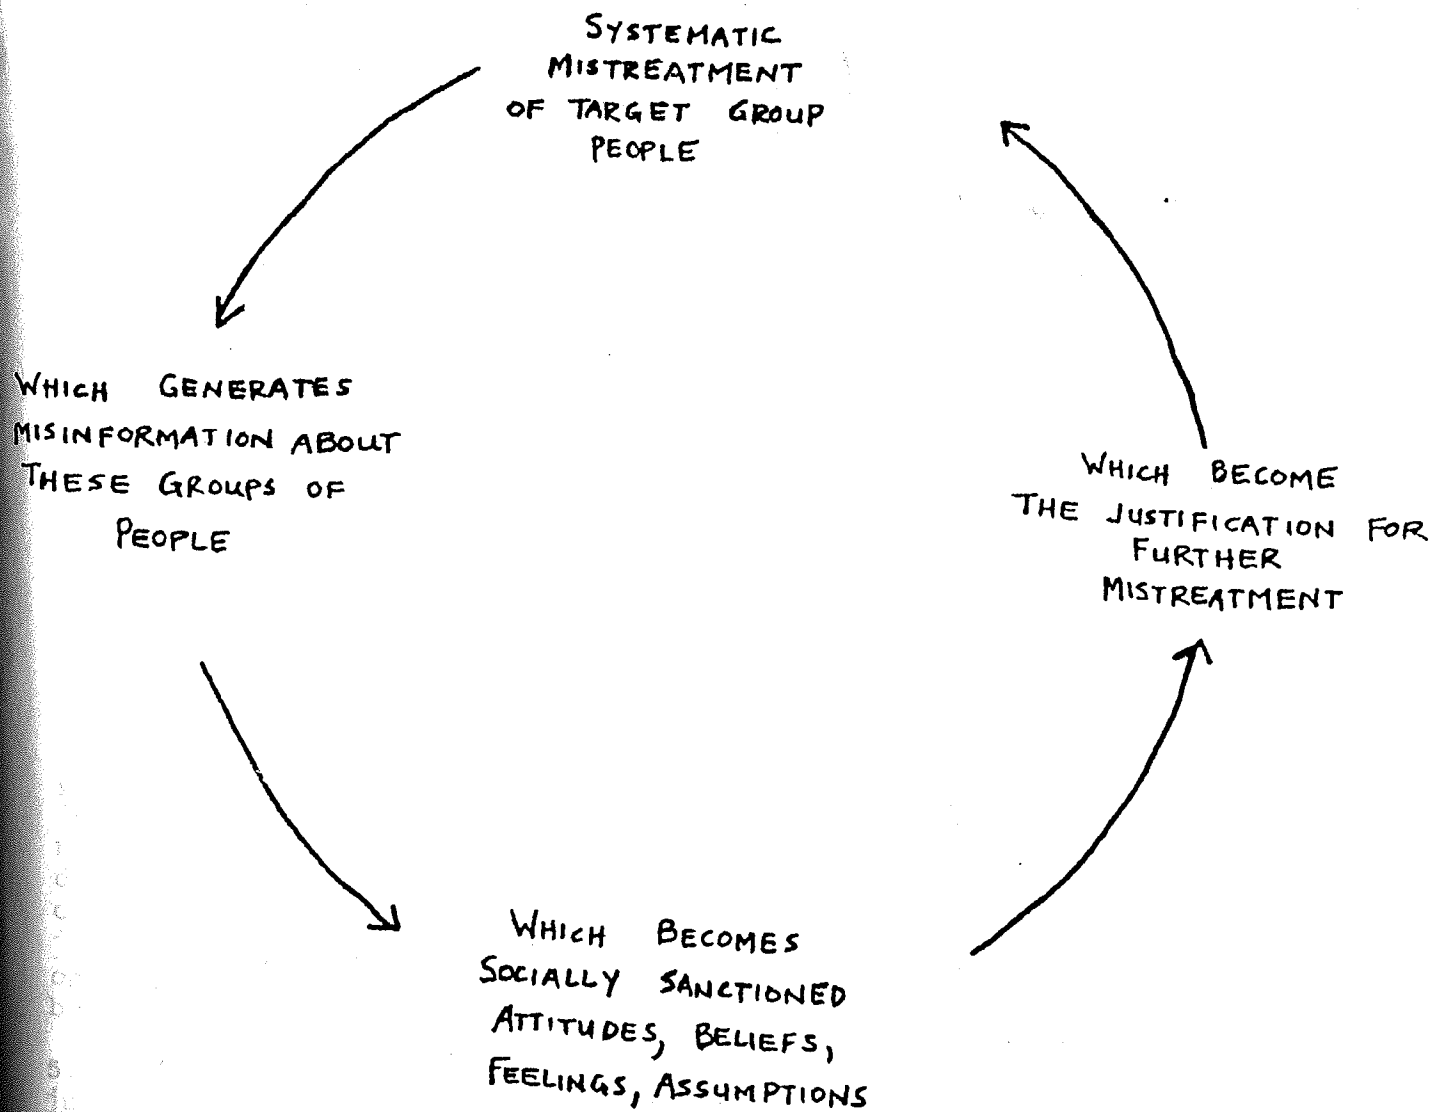 SYSTEMATIC
MISTREATMENT
OF TARGET GROUP
PEOPLE
WHICH GENERATES
MISINFORMATION ABOUT
THESE GROUPS OF
PEOPLE
WHICH BECOMES
SOCIALLY SANCTIONED
ATTITUDES, BELIEFS,
FEELINGS, ASSUMPTIONS
WHICH BECOME
THE JUSTIFICATION FOR
FURTHER
MISTREATMENT